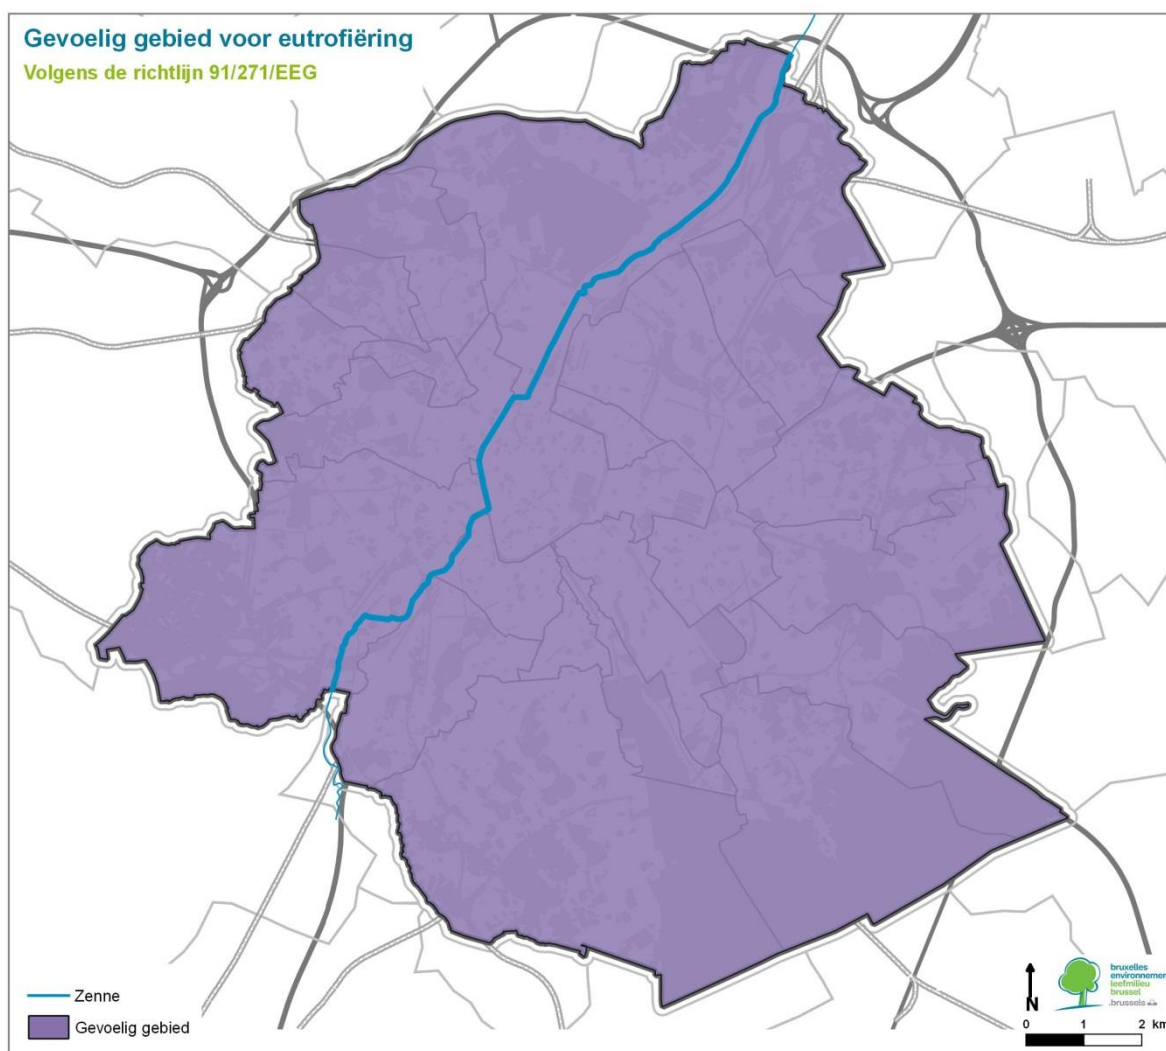 Gevoelig gebied voor eutrofiëring
Volgens de richtlijn 91/271/EEG
Zenne
Gevoelig gebied
N
bruxelles
environnement
leefmilieu
brussel
.brussels
0 1 2 km